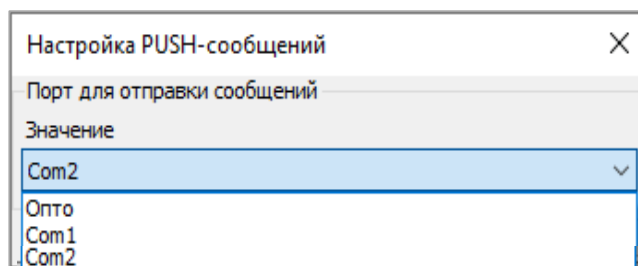 Настройка PUSH-сообщений
Порт для отправки сообщений
Значение
Com2
Опто
Com1
Com2